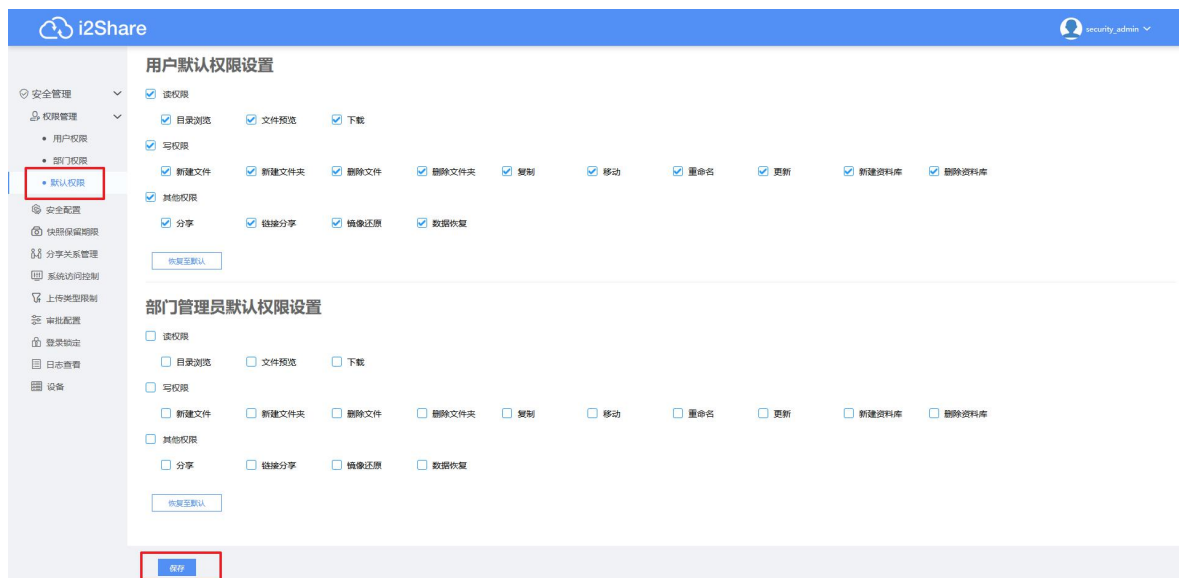 i2Share
security_admin
安全管理
权限管理
用户权限
部门权限
默认权限
安全配置
快照保留期限
分享关系管理
系统访问控制
上传类型限制
审批配置
登录锁定
日志查看
设备
用户默认权限设置
读权限
目录浏览 文件预览 下载
写权限
新建文件 新建文件夹 删除文件 删除文件夹 复制 移动 重命名 更新 新建资料库 删除资料库
其他权限
分享 链接分享 镜像还原 数据恢复
恢复至默认
部门管理员默认权限设置
读权限
目录浏览 文件预览 下载
写权限
新建文件 新建文件夹 删除文件 删除文件夹 复制 移动 重命名 更新 新建资料库 删除资料库
其他权限
分享 链接分享 镜像还原 数据恢复
恢复至默认
保存